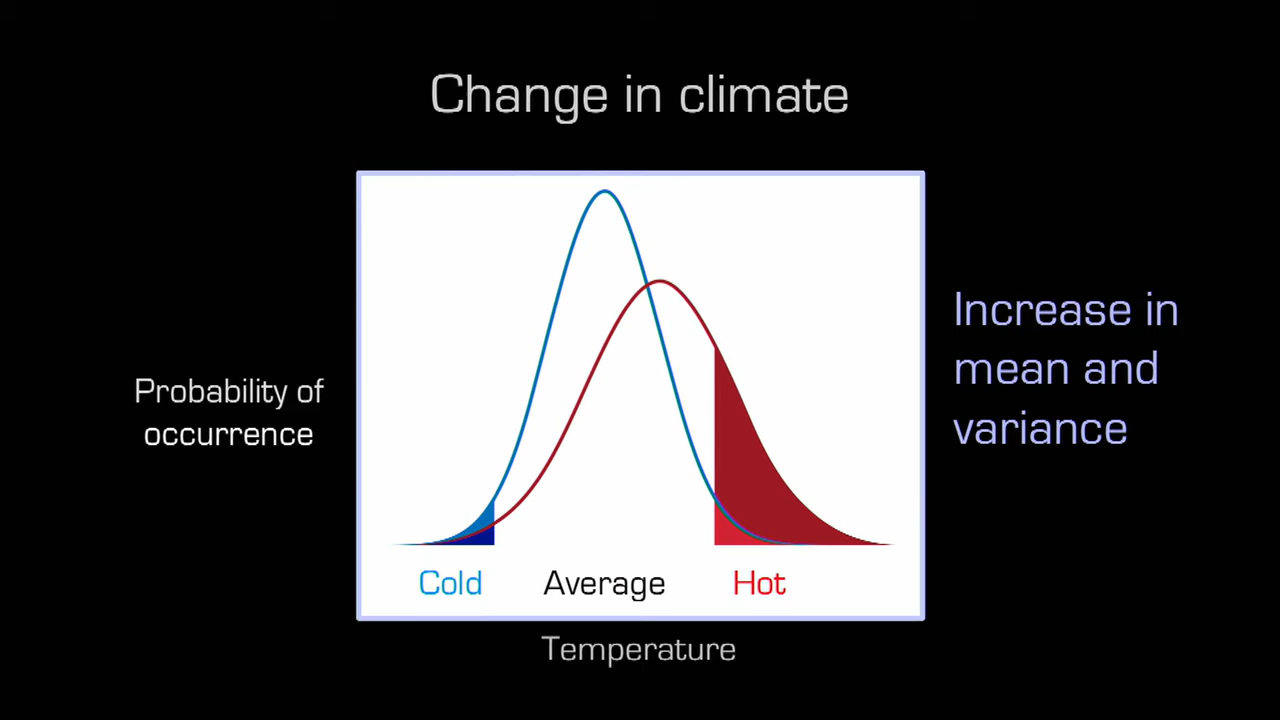 Change in climate
Probability of
occurrence
Increase in
mean and
variance
Cold
Average
Hot
Temperature